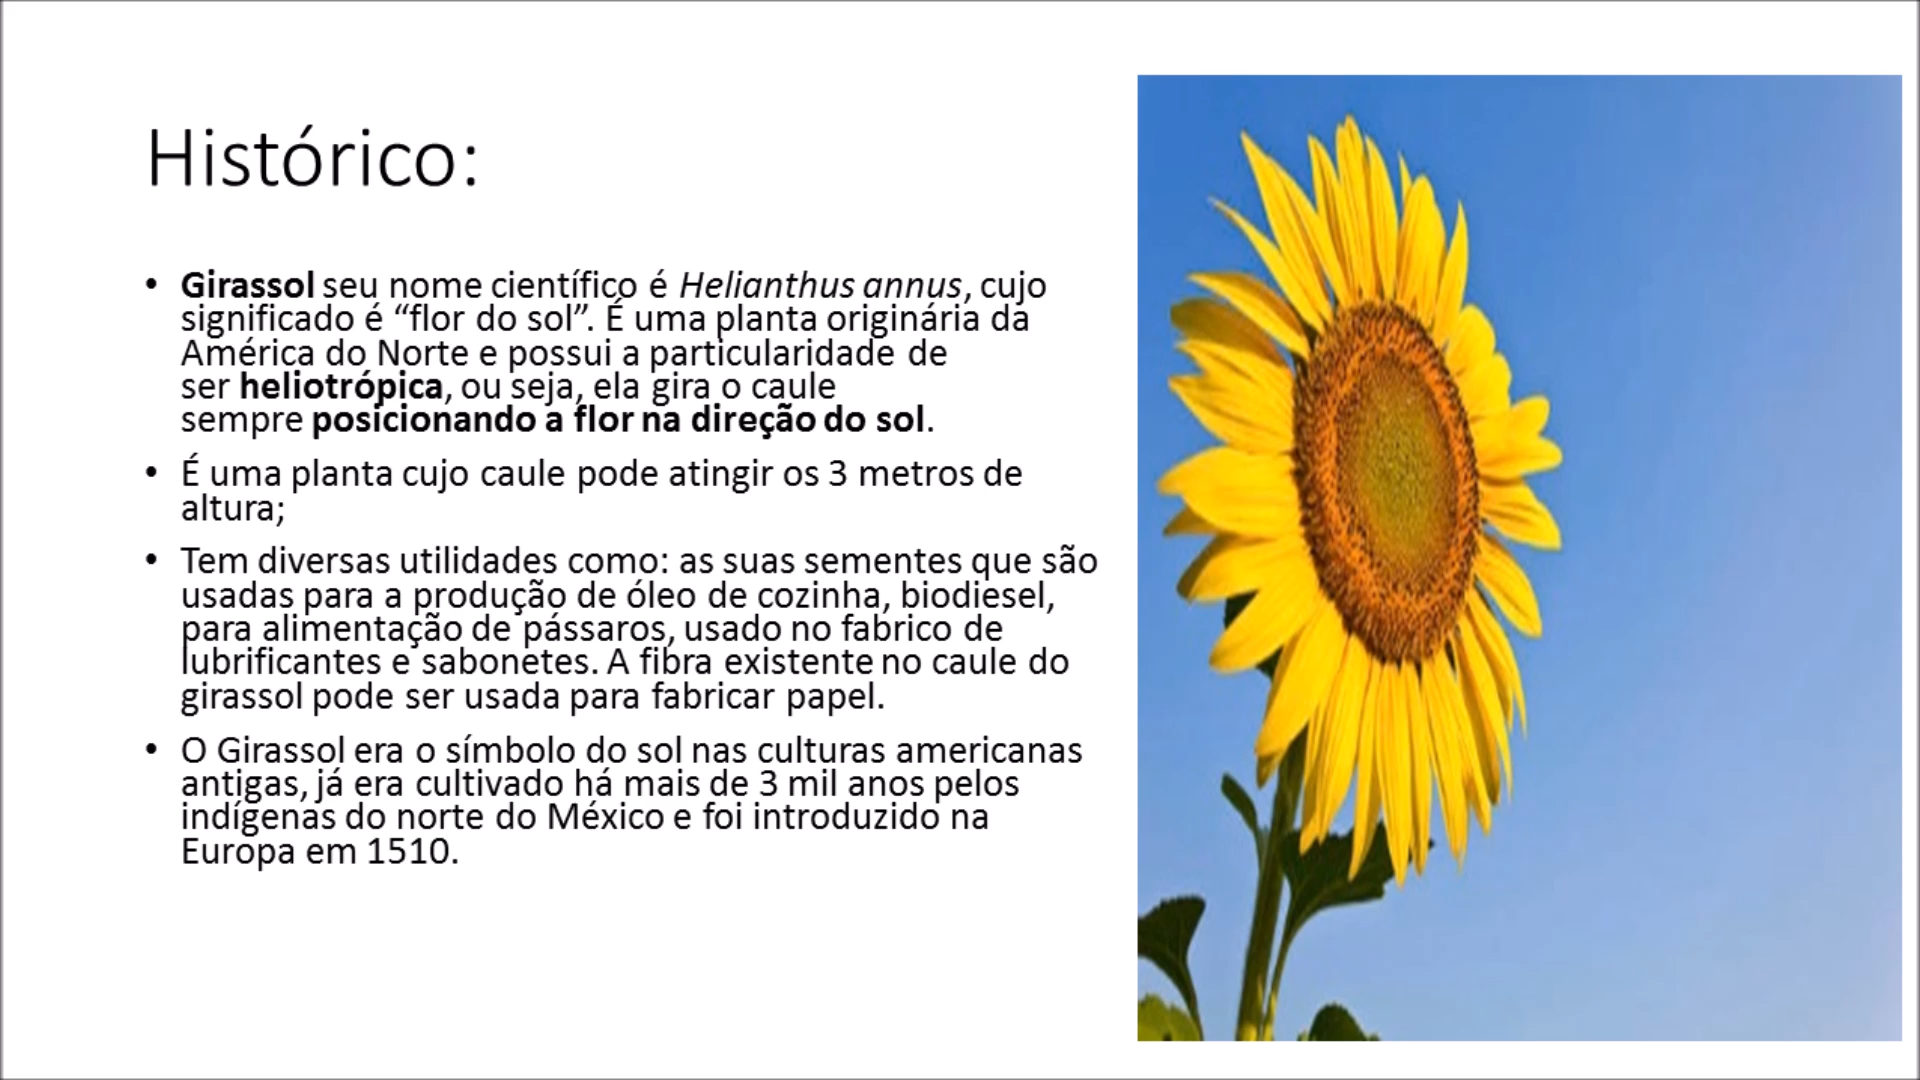 Histórico:
• Girassol seu nome científico é Helianthus annus, cujo
significado é “flor do sol”. É uma planta originária da
América do Norte e possui a particularidade de
ser heliotrópica, ou seja, ela gira o caule
sempre posicionando a flor na direção do sol.
• É uma planta cujo caule pode atingir os 3 metros de
altura;
• Tem diversas utilidades como: as suas sementes que são
usadas para a produção de óleo de cozinha, biodiesel,
para alimentação de pássaros, usado no fabrico de
lubrificantes e sabonetes. A fibra existente no caule do
girassol pode ser usada para fabricar papel.
• O Girassol era o símbolo do sol nas culturas americanas
antigas, já era cultivado há mais de 3 mil anos pelos
indígenas do norte do México e foi introduzido na
Europa em 1510.